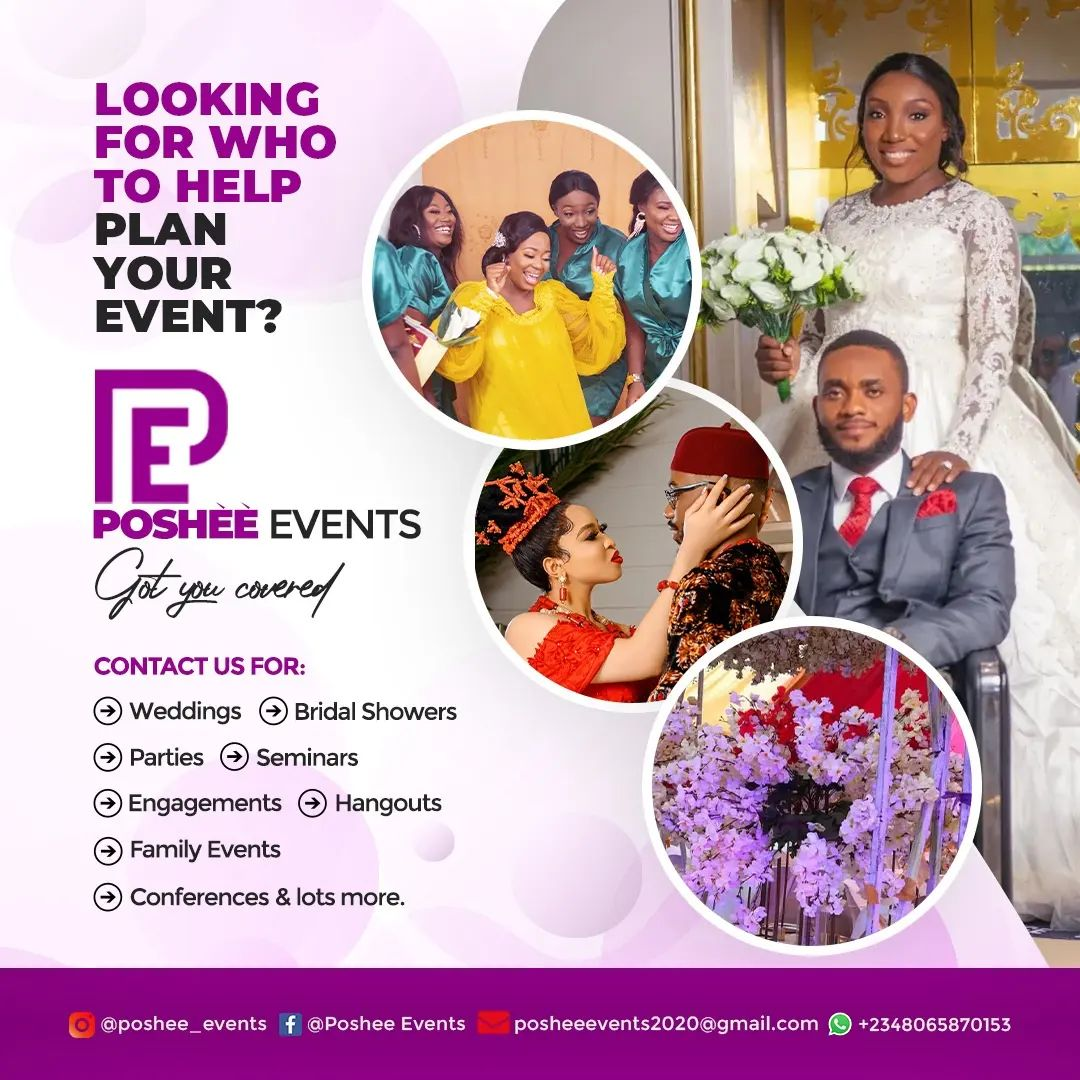 LOOKING
FOR WHO
TO HELP
PLAN
YOUR
EVENT?
PE
POSHÈÈ EVENTS
Got you covered
CONTACT US FOR:
Weddings Bridal Showers
Parties Seminars
Engagements Hangouts
Family Events
Conferences & lots more.
@poshee_events @Poshee Events posheeevents2020@gmail.com +2348065870153